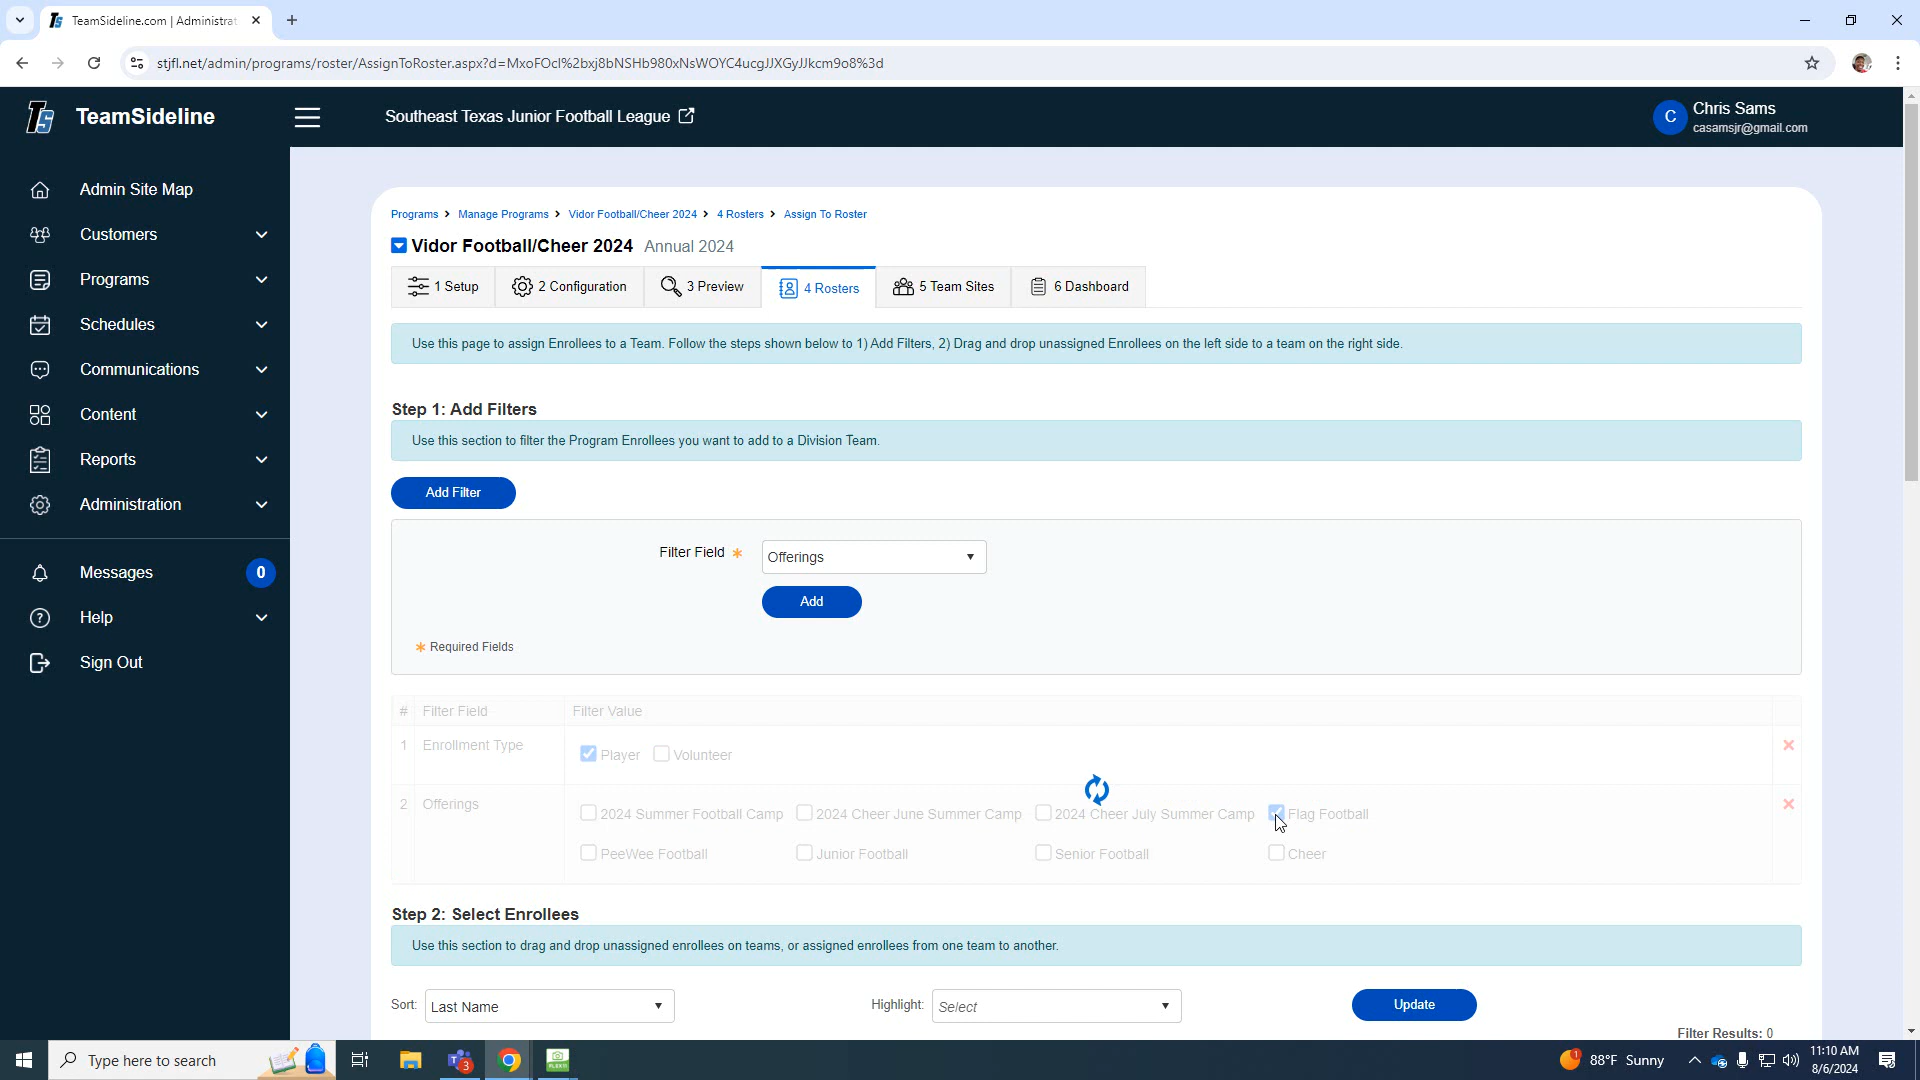 TeamSideline.com | Administrat
stjfl.net/admin/programs/roster/AssignToRoster.aspx?d=MxoFOcl%2bxj8bNSHb980xNsWOYC4ucgJJXGyJJkcm9o8%3d
TS TeamSideline
Southeast Texas Junior Football League
C
Chris Sams
casamsjr@gmail.com
Admin Site Map
Customers
Programs
Schedules
Communications
Content
Reports
Administration
Messages 0
Help
Sign Out
Programs > Manage Programs > Vidor Football/Cheer 2024 > 4 Rosters > Assign To Roster
Vidor Football/Cheer 2024 Annual 2024
1 Setup 2 Configuration 3 Preview 4 Rosters 5 Team Sites 6 Dashboard
Use this page to assign Enrollees to a Team. Follow the steps shown below to 1) Add Filters, 2) Drag and drop unassigned Enrollees on the left side to a team on the right side.
Step 1: Add Filters
Use this section to filter the Program Enrollees you want to add to a Division Team.
Add Filter
Filter Field * Offerings
Add
* Required Fields
# Filter Field Filter Value
1 Enrollment Type Player Volunteer
2 Offerings 2024 Summer Football Camp 2024 Cheer June Summer Camp 2024 Cheer July Summer Camp Flag Football
PeeWee Football Junior Football Senior Football Cheer
Step 2: Select Enrollees
Use this section to drag and drop unassigned enrollees on teams, or assigned enrollees from one team to another.
Sort: Last Name Highlight: Select Update
Filter Results: 0
Type here to search
3
1
88°F Sunny
11:10 AM
8/6/2024